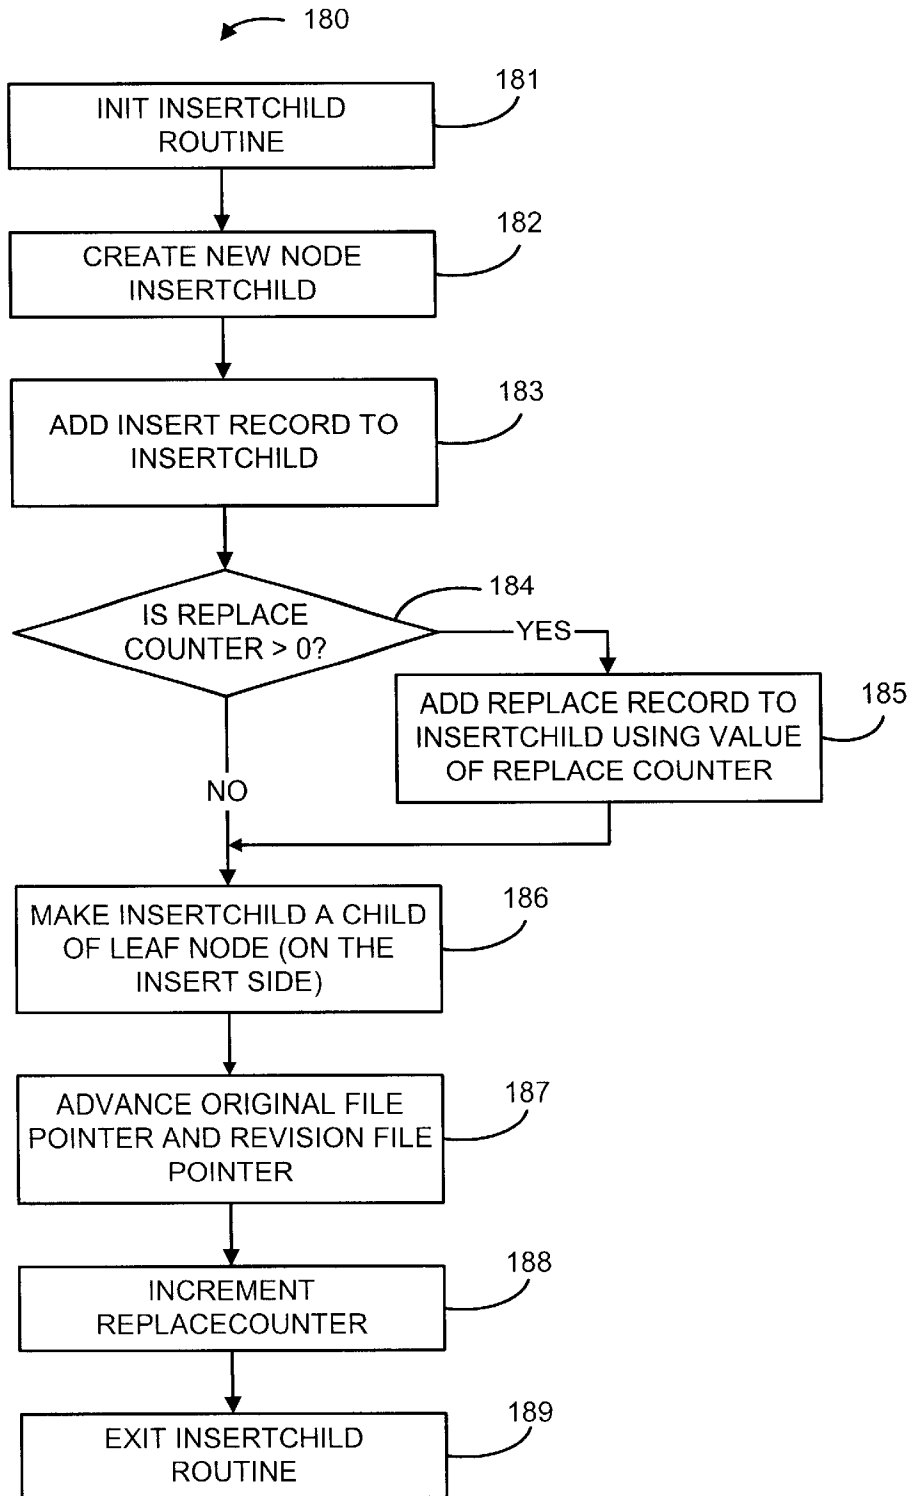 180
181
INIT INSERTCHILD
ROUTINE
182
CREATE NEW NODE
INSERTCHILD
183
ADD INSERT RECORD TO
INSERTCHILD
184
IS REPLACE
COUNTER > 0?
YES
185
ADD REPLACE RECORD TO
INSERTCHILD USING VALUE
OF REPLACE COUNTER
NO
186
MAKE INSERTCHILD A CHILD
OF LEAF NODE (ON THE
INSERT SIDE)
187
ADVANCE ORIGINAL FILE
POINTER AND REVISION FILE
POINTER
188
INCREMENT
REPLACECOUNTER
189
EXIT INSERTCHILD
ROUTINE